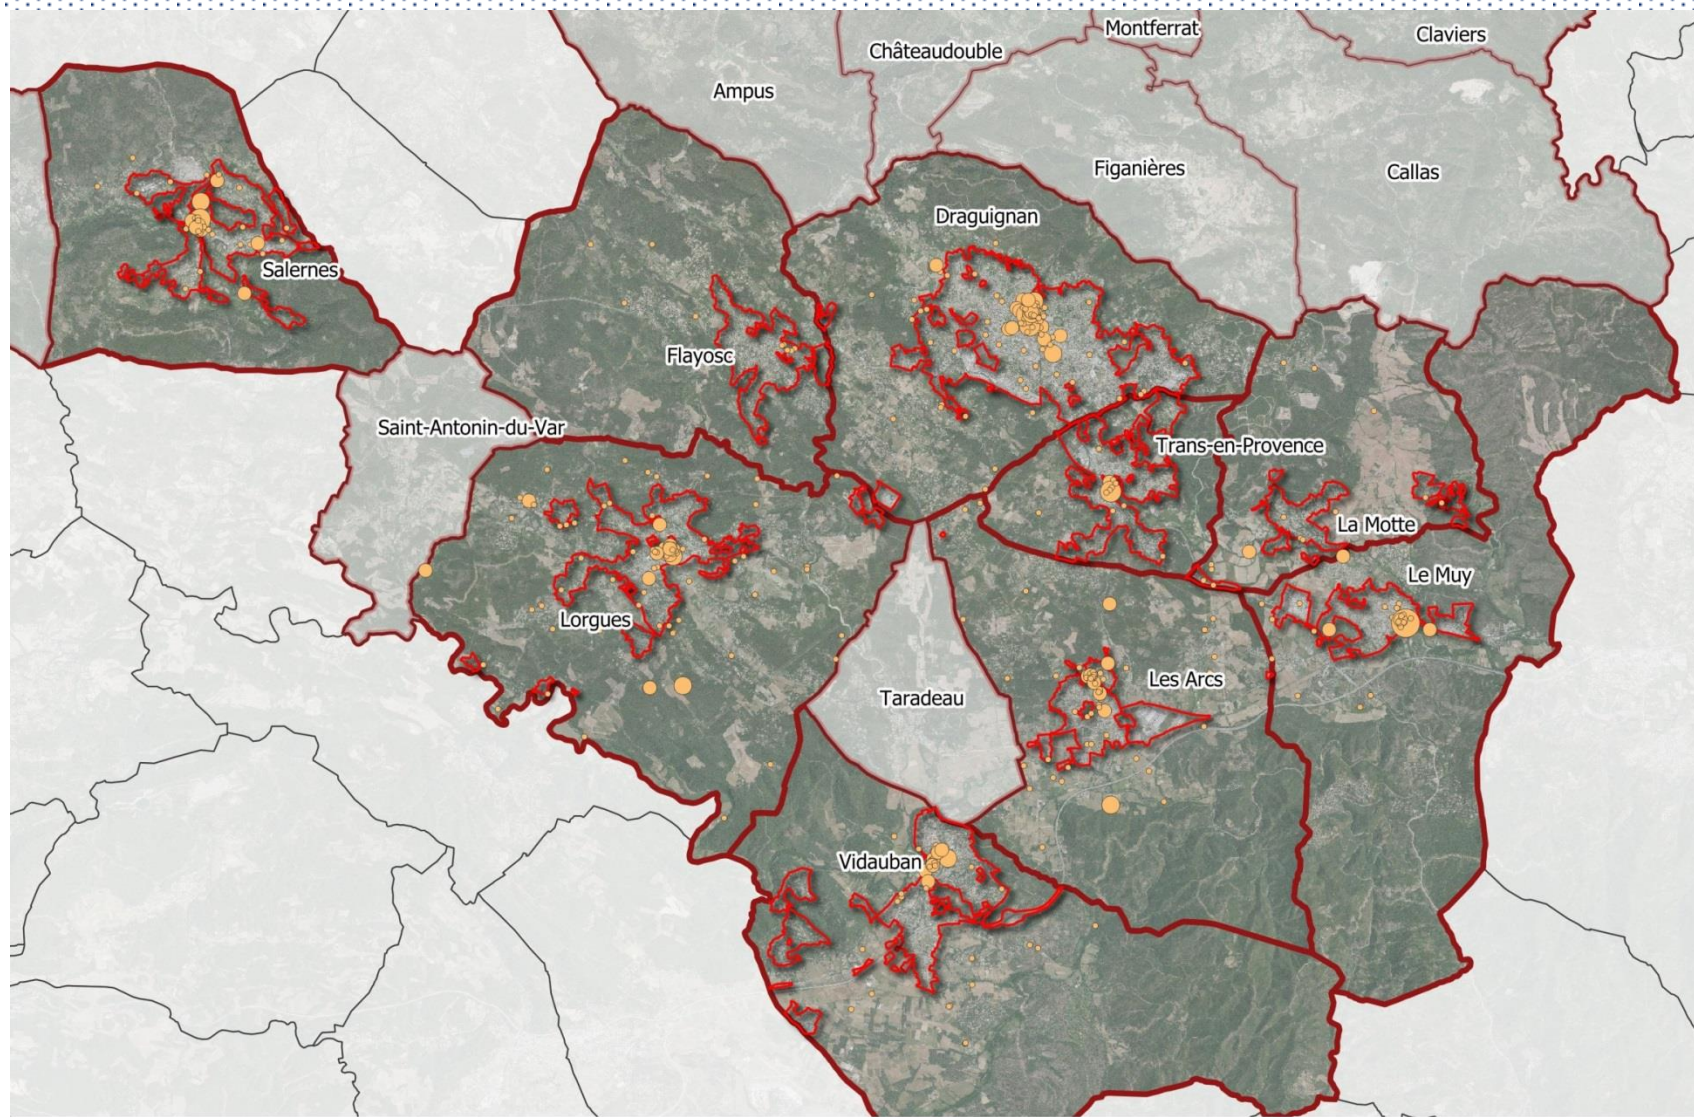 Montferrat
Claviers
Châteaudouble
Ampus
Figanières
Callas
Draguignan
Salernes
Flayosc
Saint-Antonin-du-Var
Trans-en-Provence
La Motte
Le Muy
Lorgues
Les Arcs
Taradeau
Vidauban